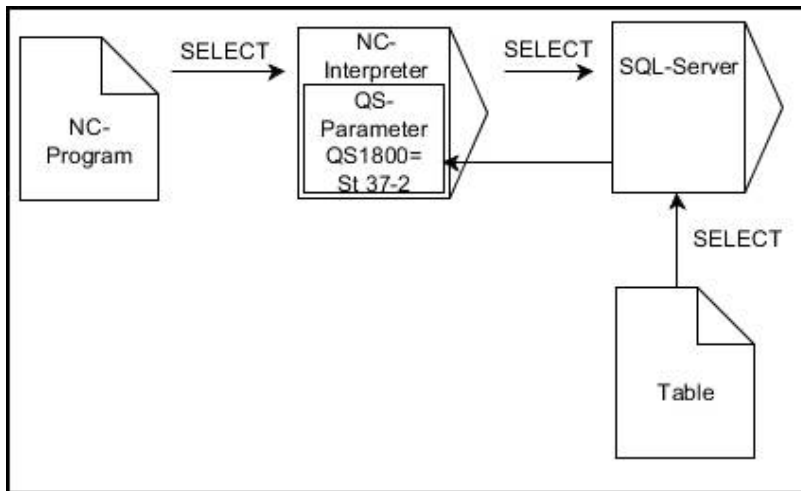 SELECT
NC-
Interpreter
SELECT
SQL-Server
NC-
Program
QS-
Parameter
QS1800=
St 37-2
SELECT
Table